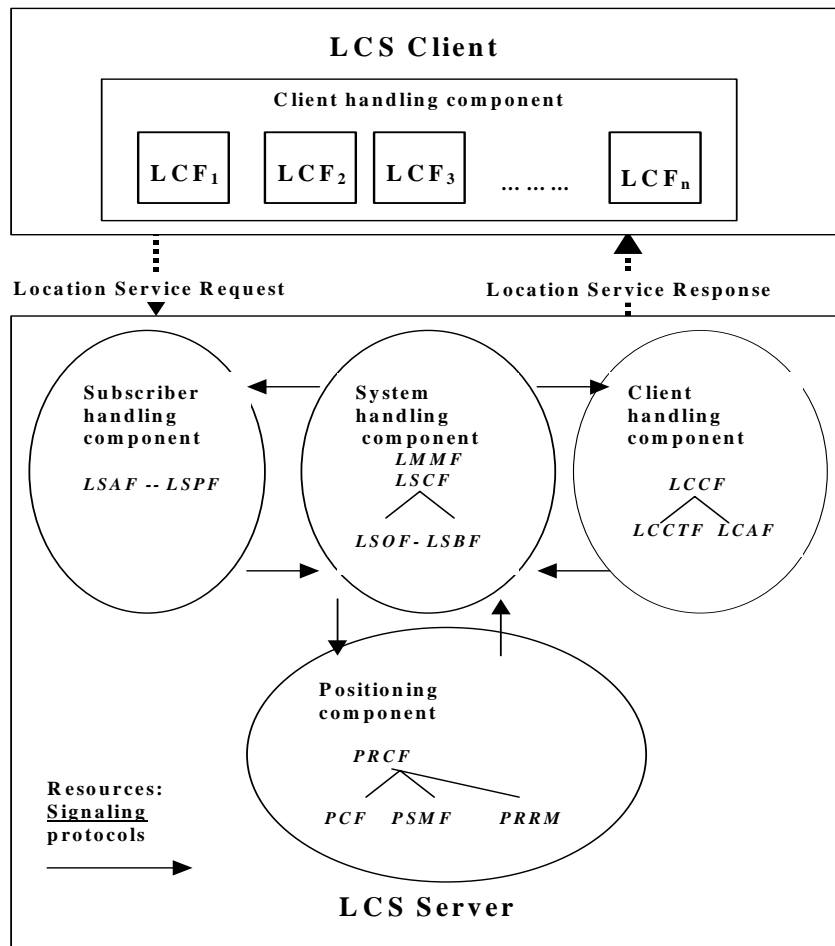 LCS Client
Client handling component
LCF1 LCF2 LCF3 ... ... ... LCFn
Location Service Request
Location Service Response
Subscriber
handling
component
LSAF -- LSPF
System
handling
component
LMMF
LSCF
LSOF - LSBF
Client
handling
component
LCCF
LCCTF LCAF
Positioning
component
PRCF
PCF PSMF PRRM
Resources:
Signaling
protocols
LCS Server